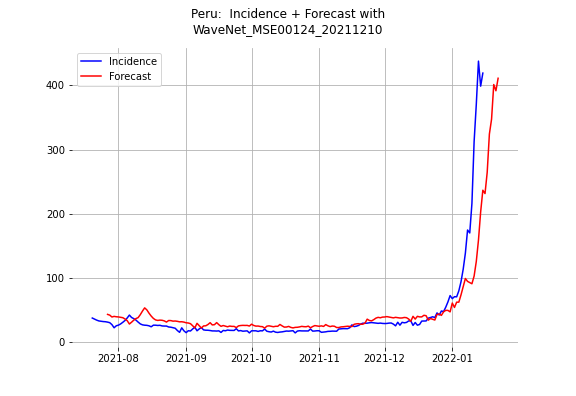 Peru:  Incidence + Forecast with
WaveNet_MSE00124_20211210
Incidence
Forecast
400
300
200
100
0
2021-08
2021-09
2021-10
2021-11
2021-12
2022-01